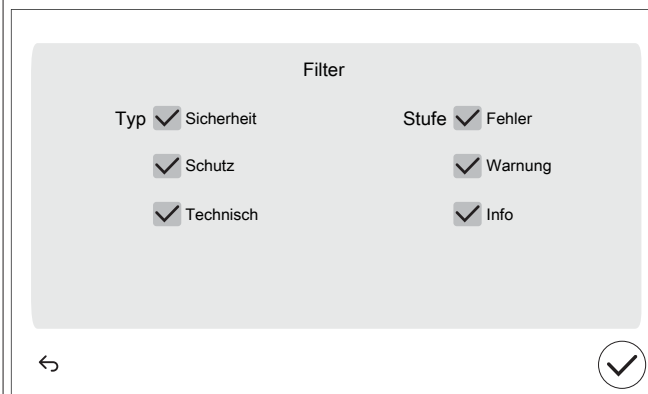 Filter
Typ Sicherheit Stufe Fehler
Schutz Warnung
Technisch Info